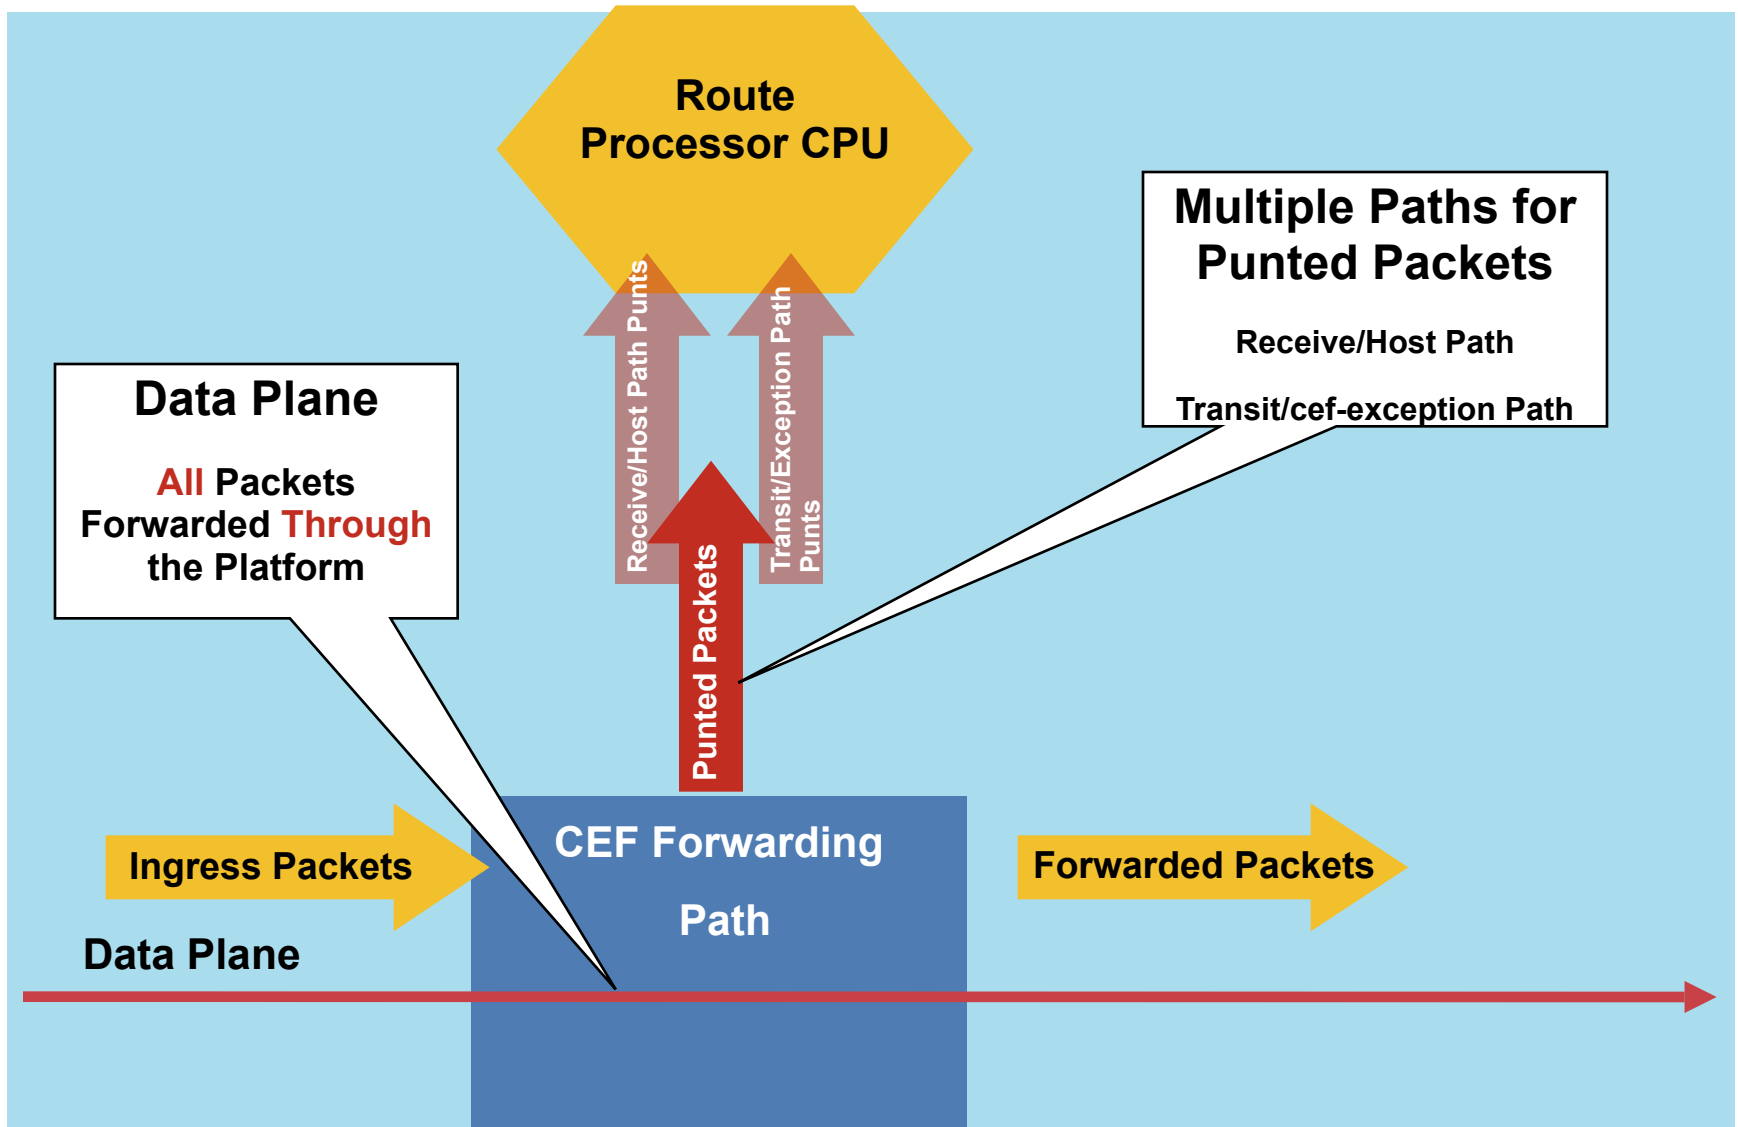 Route
Processor CPU
Multiple Paths for
Punted Packets
Receive/Host Path
Transit/cef-exception Path
Receive/Host Path Punts
Transit/Exception Path
Punts
Data Plane
All Packets
Forwarded Through
the Platform
Punted Packets
CEF Forwarding
Path
Ingress Packets
Forwarded Packets
Data Plane